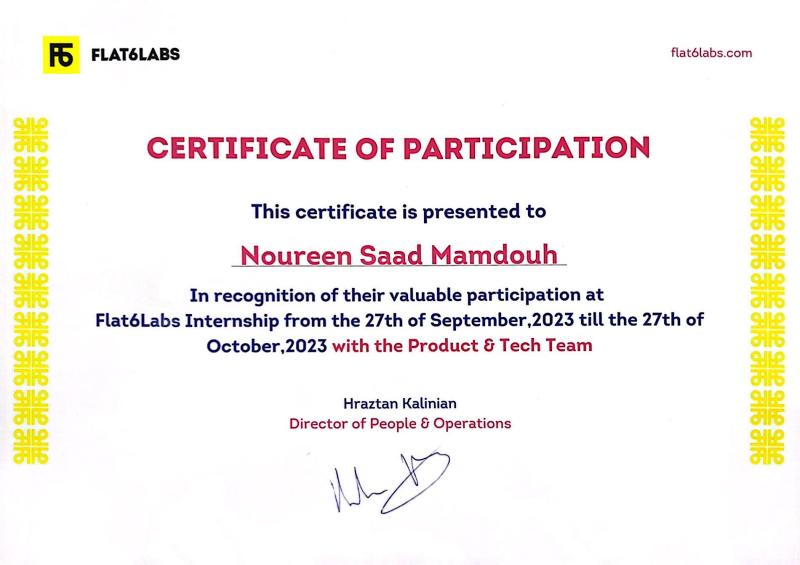 F6 FLAT6LABS
flat6labs.com
CERTIFICATE OF PARTICIPATION
This certificate is presented to
Noureen Saad Mamdouh
In recognition of their valuable participation at
Flat6Labs Internship from the 27th of September,2023 till the 27th of
October,2023 with the Product & Tech Team
Hraztan Kalinian
Director of People & Operations